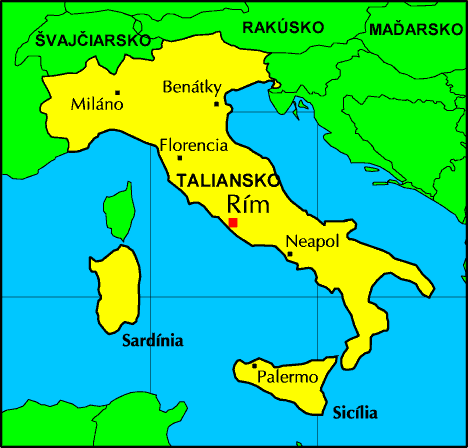 RAKÚSKO
MAĎARSKO
ŠVAJČIARSKO
Benátky
Miláno
Florencia
TALIANSKO
Rím
Neapol
Sardínia
Palermo
Sicília